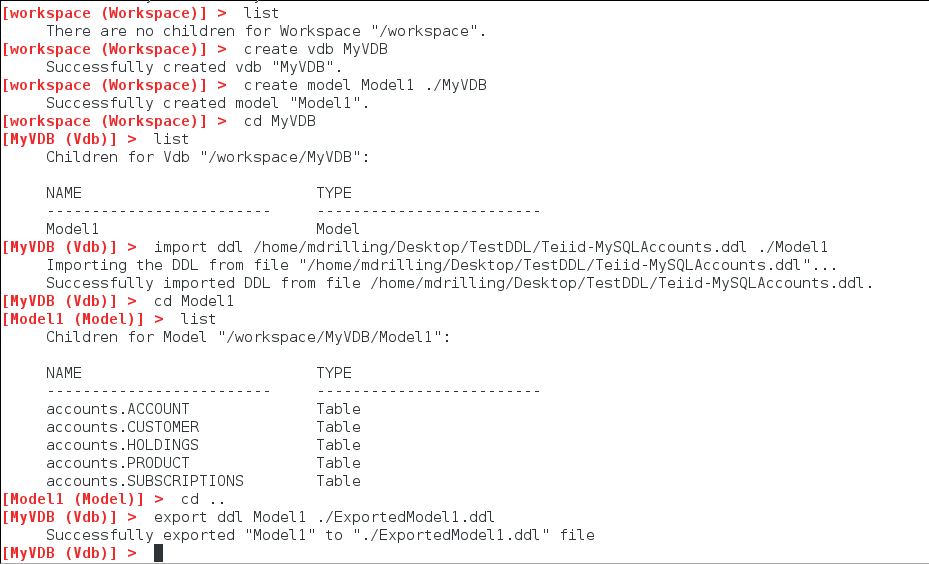 [workspace (Workspace)] >  list
     There are no children for Workspace "/workspace".
[workspace (Workspace)] >  create vdb MyVDB
     Successfully created vdb "MyVDB".
[workspace (Workspace)] >  create model Model1 ./MyVDB
     Successfully created model "Model1".
[workspace (Workspace)] >  cd MyVDB
[MyVDB (Vdb)] >  list
     Children for Vdb "/workspace/MyVDB":

     NAME                          TYPE
     -------------------------     -------------------------
     Model1                        Model
[MyVDB (Vdb)] >  import ddl /home/mdrilling/Desktop/TestDDL/Teiid-MySQLAccounts.ddl ./Model1
     Importing the DDL from file "/home/mdrilling/Desktop/TestDDL/Teiid-MySQLAccounts.ddl"...
     Successfully imported DDL from file /home/mdrilling/Desktop/TestDDL/Teiid-MySQLAccounts.ddl.
[MyVDB (Vdb)] >  cd Model1
[Model1 (Model)] >  list
     Children for Model "/workspace/MyVDB/Model1":

     NAME                          TYPE
     -------------------------     -------------------------
     accounts.ACCOUNT              Table
     accounts.CUSTOMER             Table
     accounts.HOLDINGS             Table
     accounts.PRODUCT              Table
     accounts.SUBSCRIPTIONS        Table
[Model1 (Model)] >  cd ..
[MyVDB (Vdb)] >  export ddl Model1 ./ExportedModel1.ddl
     Successfully exported "Model1" to "./ExportedModel1.ddl" file
[MyVDB (Vdb)] >